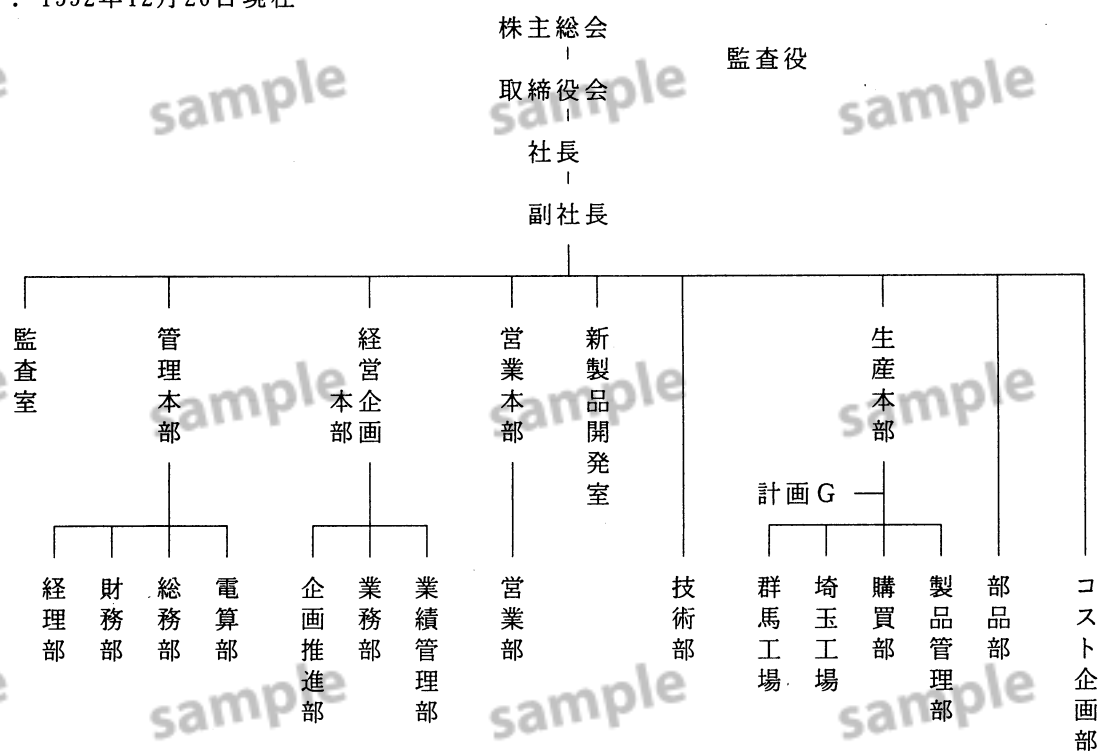 : 1992年12月20日現在
株主総会
監査役
取締役会
社長
副社長
監査室
管理本部
経営企画本部
営業本部
新製品開発室
生産本部
計画G
経理部
財務部
総務部
電算部
企画推進部
業務部
業績管理部
営業部
技術部
群馬工場
埼玉工場
購買部
製品管理部
部品部
コスト企画部
sample
sample
sample
sample
sample
sample
sample
sample
sample